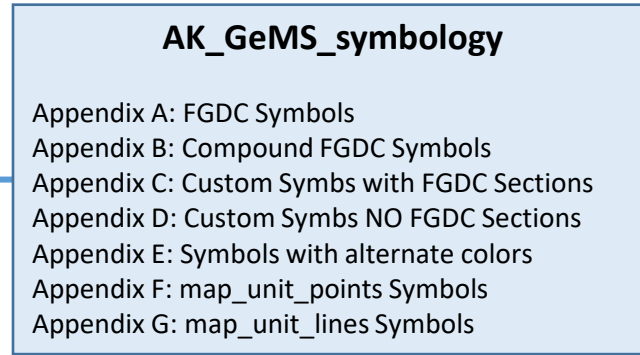 AK_GeMS_symbology
Appendix A: FGDC Symbols
Appendix B: Compound FGDC Symbols
Appendix C: Custom Symbs with FGDC Sections
Appendix D: Custom Symbs NO FGDC Sections
Appendix E: Symbols with alternate colors
Appendix F: map_unit_points Symbols
Appendix G: map_unit_lines Symbols